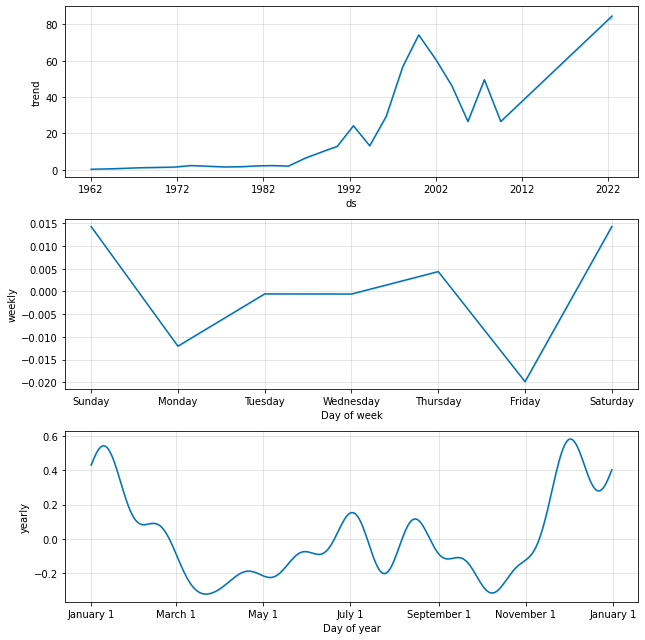 80
60
40
20
0
trend
1962 1972 1982 1992 2002 2012 2022
ds
0.015
0.010
0.005
0.000
−0.005
−0.010
−0.015
−0.020
weekly
Sunday Monday Tuesday Wednesday Thursday Friday Saturday
Day of week
0.6
0.4
0.2
0.0
−0.2
yearly
January 1 March 1 May 1 July 1 September 1 November 1 January 1
Day of year